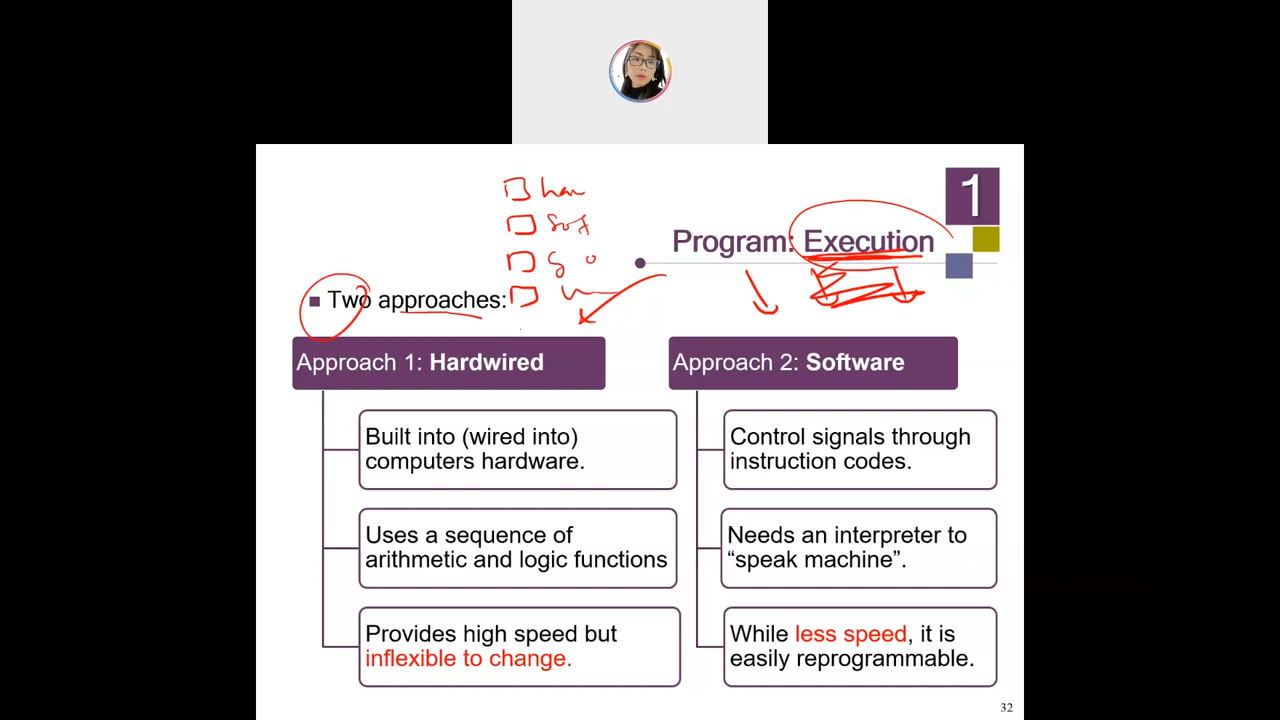 1
Program: Execution
Two approaches:
Approach 1: Hardwired
Built into (wired into)
computers hardware.
Uses a sequence of
arithmetic and logic functions
Provides high speed but
inflexible to change.
Approach 2: Software
Control signals through
instruction codes.
Needs an interpreter to
“speak machine”.
While less speed, it is
easily reprogrammable.
32